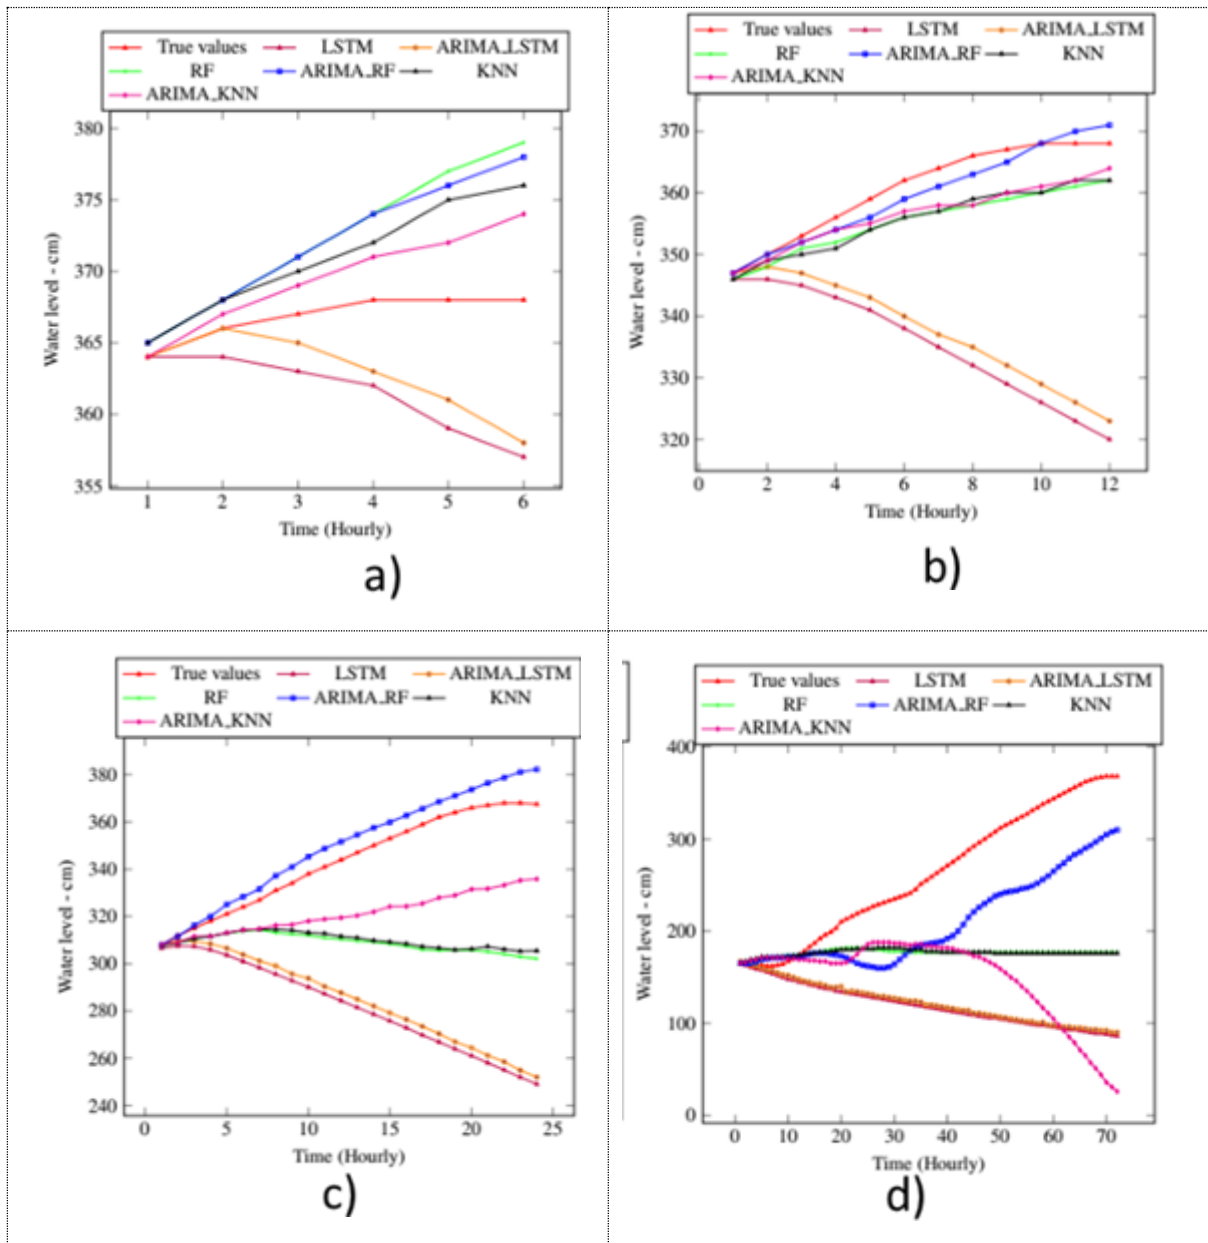 True values LSTM ARIMA_LSTM
RF ARIMA_RF KNN
ARIMA_KNN
380
375
370
365
360
355
Water level - cm
1 2 3 4 5 6
Time (Hourly)
a)
True values LSTM ARIMA_LSTM
RF ARIMA_RF KNN
ARIMA_KNN
370
360
350
340
330
320
Water level - cm
0 2 4 6 8 10 12
Time (Hourly)
b)
True values LSTM ARIMA_LSTM
RF ARIMA_RF KNN
ARIMA_KNN
380
360
340
320
300
280
260
240
Water level - cm
0 5 10 15 20 25
Time (Hourly)
c)
True values LSTM ARIMA_LSTM
RF ARIMA_RF KNN
ARIMA_KNN
400
300
200
100
0
Water level - cm
0 10 20 30 40 50 60 70
Time (Hourly)
d)